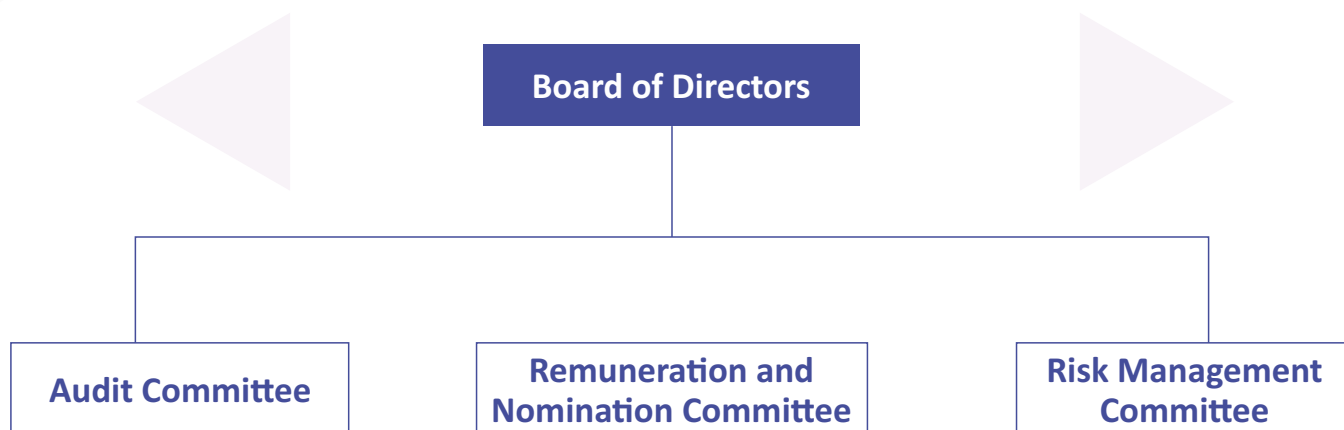 Board of Directors
Audit Committee
Remuneration and
Nomination Committee
Risk Management
Committee